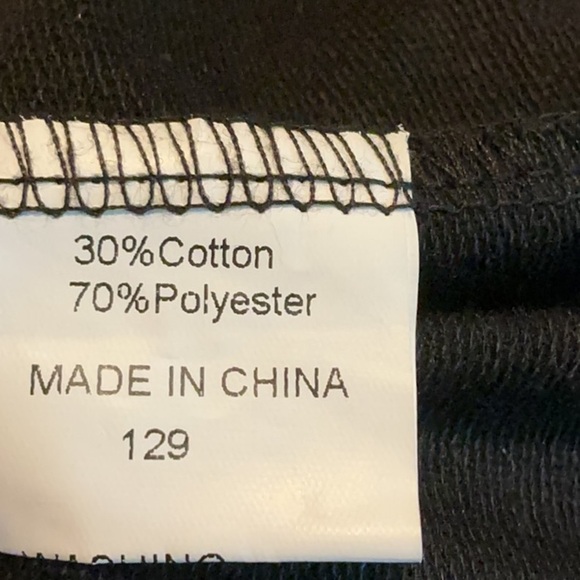 30%Cotton
70%Polyester
MADE IN CHINA
129